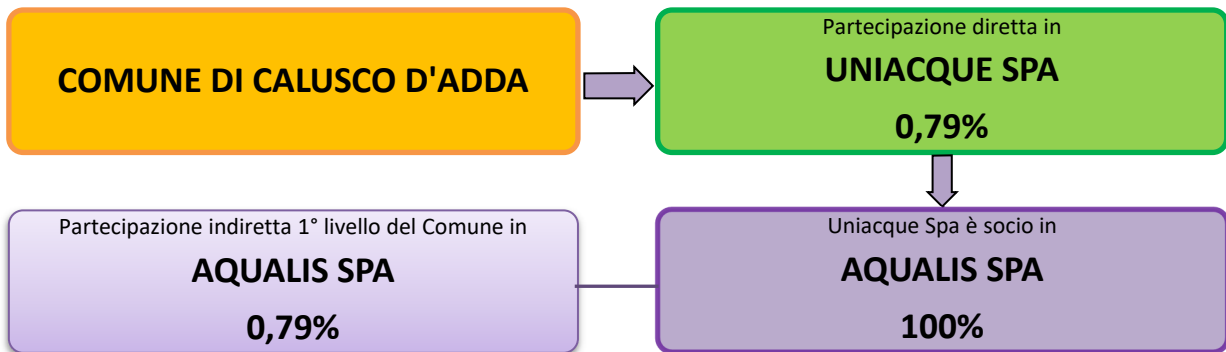 COMUNE DI CALUSCO D'ADDA
Partecipazione diretta in
UNIACQUE SPA
0,79%
Partecipazione indiretta 1° livello del Comune in
AQUALIS SPA
0,79%
Uniacque Spa è socio in
AQUALIS SPA
100%